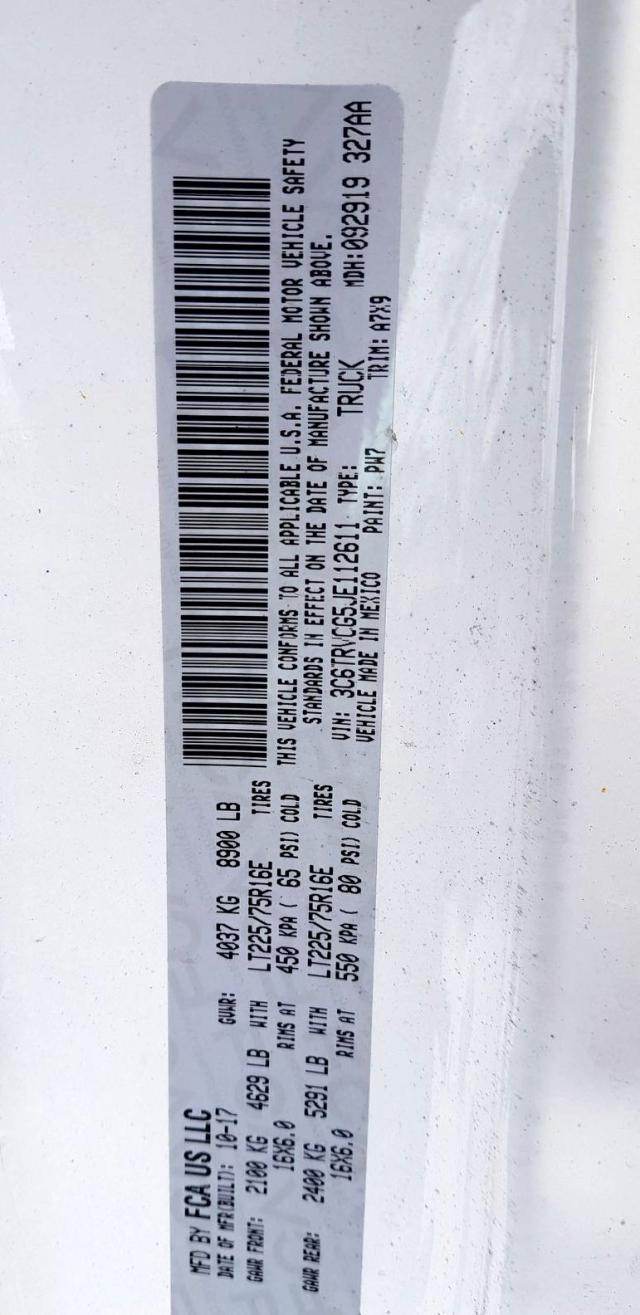 MFD BY FCA US LLC
DATE OF MFR(BUILT): 10-17 GVWR: 4037 KG 8900 LB
GAWR FRONT: 2100 KG 4629 LB WITH LT225/75R16E TIRES
16X6.0 RIMS AT 450 KPA ( 65 PSI) COLD
GAWR REAR: 2400 KG 5291 LB WITH LT225/75R16E TIRES
16X6.0 RIMS AT 550 KPA ( 80 PSI) COLD
THIS VEHICLE CONFORMS TO ALL APPLICABLE U.S.A. FEDERAL MOTOR VEHICLE SAFETY
STANDARDS IN EFFECT ON THE DATE OF MANUFACTURE SHOWN ABOVE.
VIN: 3C6TRVCG5JE112611 TYPE: TRUCK MDH:092919 327AA
VEHICLE MADE IN MEXICO PAINT: PW7 TRIM: A7X9